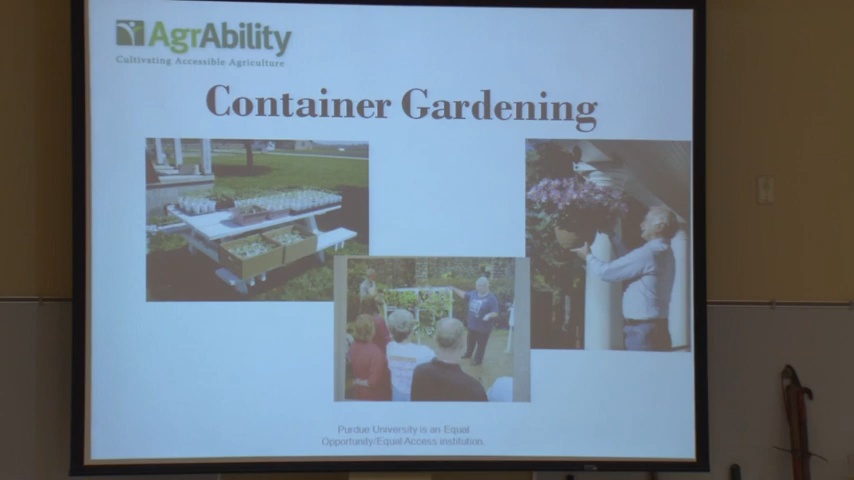 AgrAbility
Cultivating Accessible Agriculture
Container Gardening
Purdue University is an Equal
Opportunity/Equal Access institution.